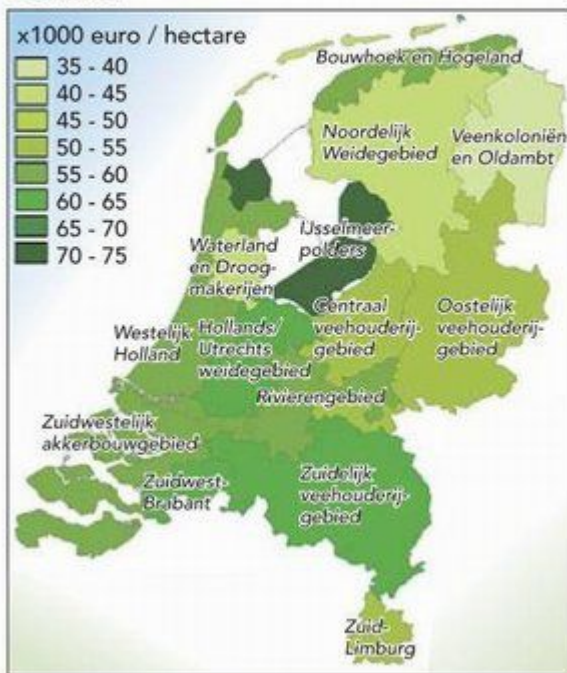 x1000 euro / hectare
35 - 40
40 - 45
45 - 50
50 - 55
55 - 60
60 - 65
65 - 70
70 - 75
Bouwhoek en Hogeland
Noordelijk
Weidegebied
Veenkoloniën
en Oldambt
IJsselmeer-
polders
Waterland
en Droog-
makerijen
Centraal
veehouderij-
gebied
Oostelijk
veehouderij-
gebied
Westelijk
Holland
Hollands/
Utrechts
weidegebied
Rivierengebied
Zuidwestelijk
akkerbouwgebied
Zuidwest-
Brabant
Zuidelijk
veehouderij-
gebied
Zuid-
Limburg